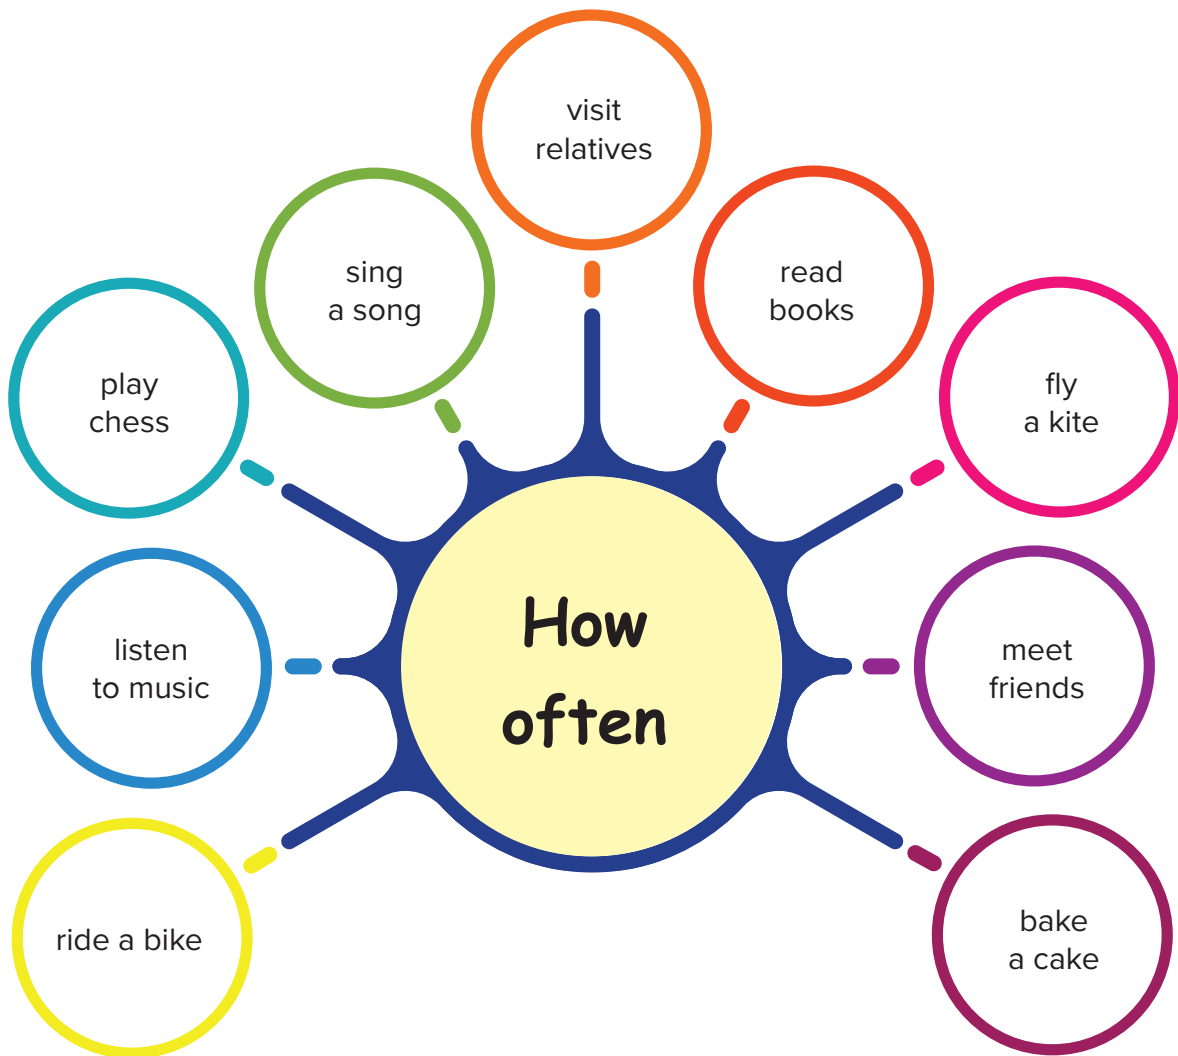 visit
relatives
sing
a song
read
books
play
chess
fly
a kite
listen
to music
How
often
meet
friends
ride a bike
bake
a cake